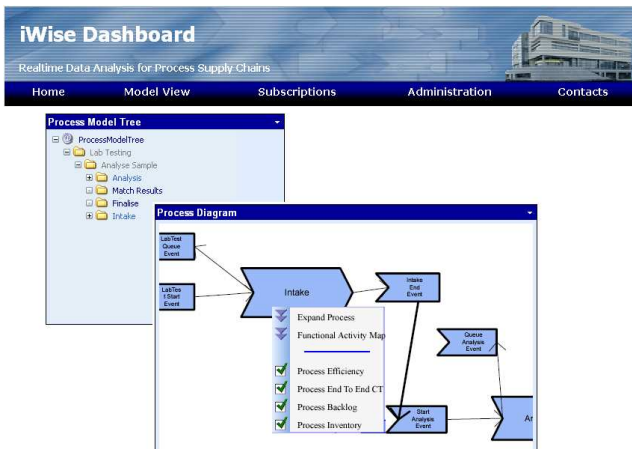 iWise Dashboard
Realtime Data Analysis for Process Supply Chains
Home Model View Subscriptions Administration Contacts
Process Model Tree
ProcessModelTree
Lab Testing
Analyse Sample
Analysis
Match Results
Finalise
Intake
Process Diagram
LabTest
Queue
Event
LabTes
t Start
Event
Intake
Intake
End
Event
Queue
Analysis
Event
Expand Process
Functional Activity Map
Process Efficiency
Process End To End CT
Process Backlog
Process Inventory
Start
Analysis
Event
An